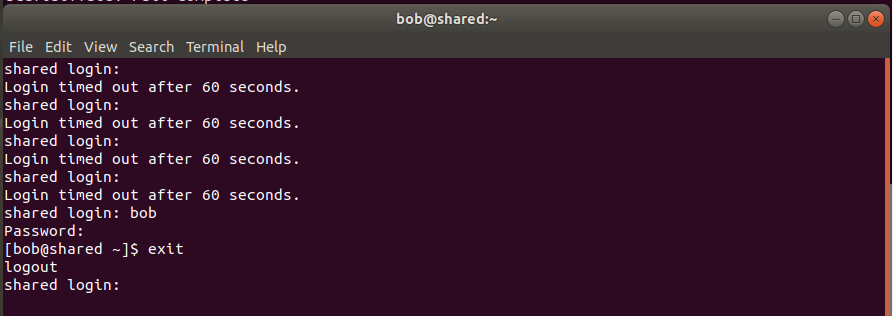 bob@shared:~
File Edit View Search Terminal Help
shared login:
Login timed out after 60 seconds.
shared login:
Login timed out after 60 seconds.
shared login:
Login timed out after 60 seconds.
shared login:
Login timed out after 60 seconds.
shared login: bob
Password:
[bob@shared ~]$ exit
logout
shared login: